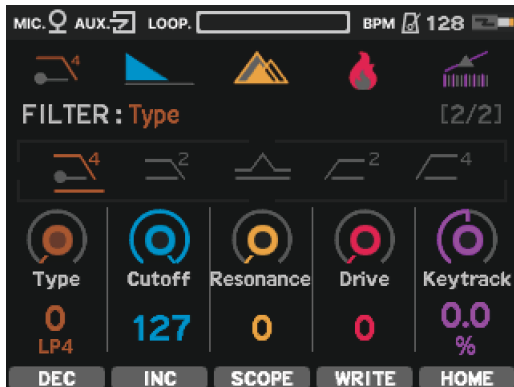 MIC. AUX. LOOP. BPM 128
4
FILTER: Type [2/2]
4 2 2 4
Type Cutoff Resonance Drive Keytrack
0 127 0 0 0.0
LP4 %
DEC INC SCOPE WRITE HOME